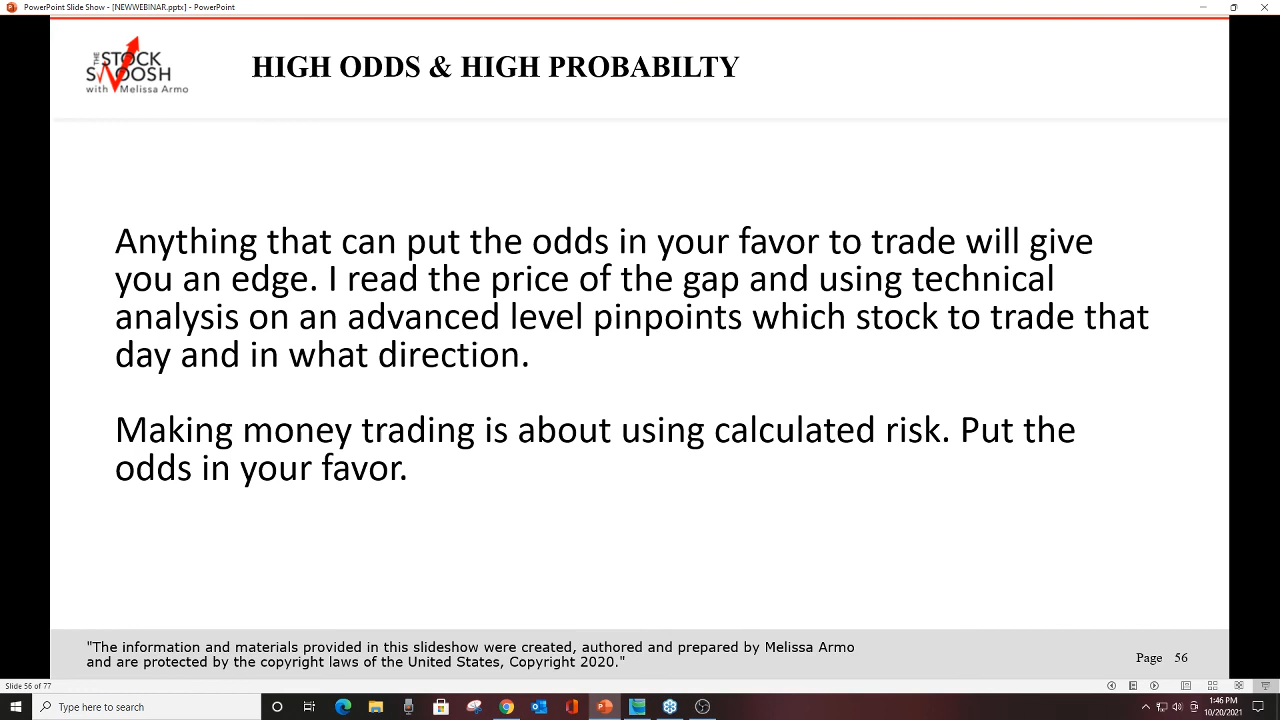 PowerPoint Slide Show - [NEWWEBINAR.pptx] - PowerPoint
THE
STOCK
SWOOSH
with Melissa Armo
HIGH ODDS & HIGH PROBABILTY
Anything that can put the odds in your favor to trade will give
you an edge. I read the price of the gap and using technical
analysis on an advanced level pinpoints which stock to trade that
day and in what direction.
Making money trading is about using calculated risk. Put the
odds in your favor.
"The information and materials provided in this slideshow were created, authored and prepared by Melissa Armo
and are protected by the copyright laws of the United States, Copyright 2020."
Page 56
Slide 56 of 77
Type here to search
1:46 PM
10/20/2021